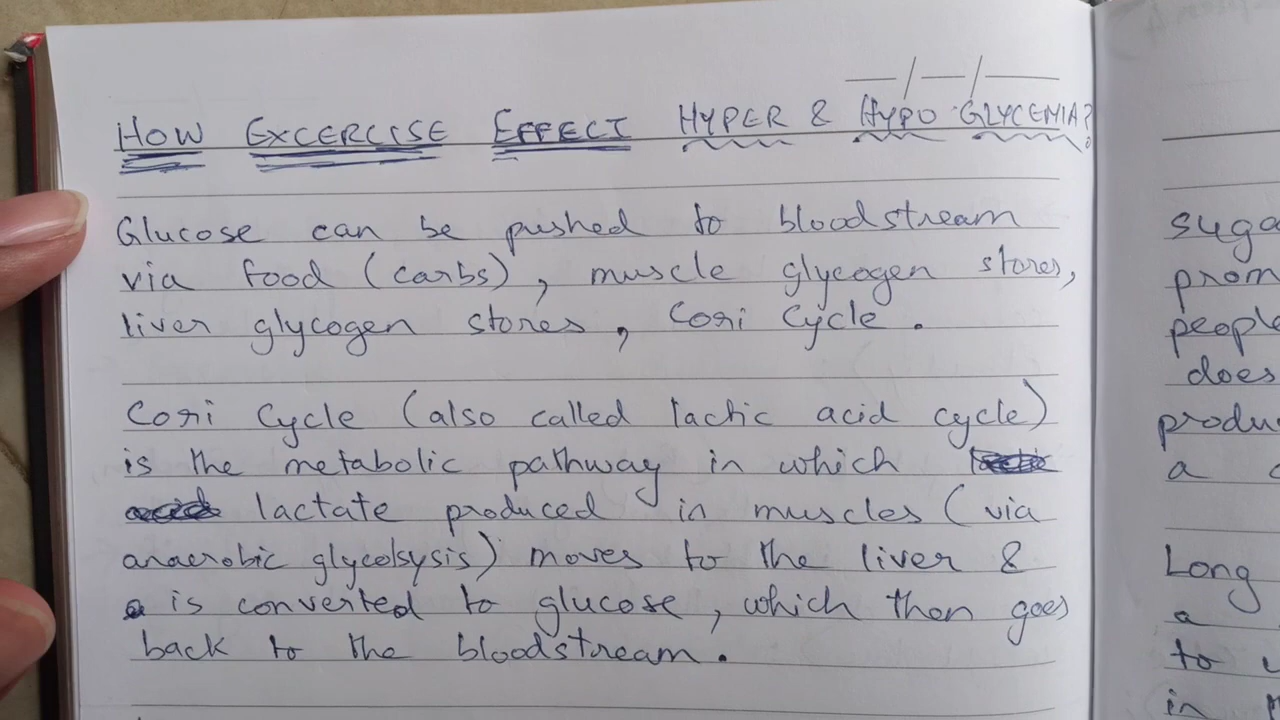 HOW EXCERCISE EFFECT HYPER & HYPO GLYCEMIA?
Glucose can be pushed to bloodstream
via food (carbs), muscle glycogen stores,
liver glycogen stores, Cori Cycle.
Cori Cycle (also called lactic acid cycle)
is the metabolic pathway in which
lactate produced in muscles (via
anaerobic glycolsysis) moves to the liver &
is converted to glucose, which then goes
back to the bloodstream.
suga
prom
people
does
produ
a
Long
a
to
in